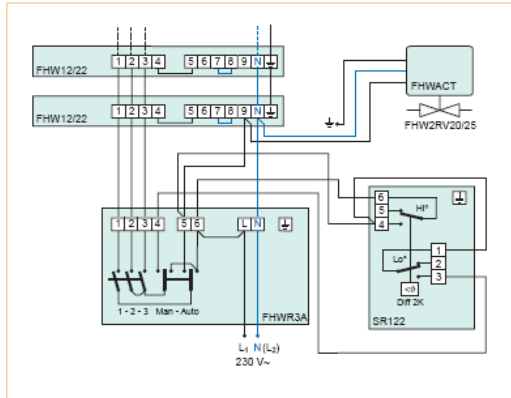 1 2 3 4 5 6 7 8 9 N
FHW12/22
FHWACT
1 2 3 4 5 6 7 8 9 N
FHW12/22
FHW2RV20/25
6
5
4
HI"
1
2
3
Lo"
<ϑ
Diff 2K
SR122
1 2 3 4 5 6 L N
1 - 2 - 3 Man - Auto
FHWR3A
L₁ N (L₂)
230 V~